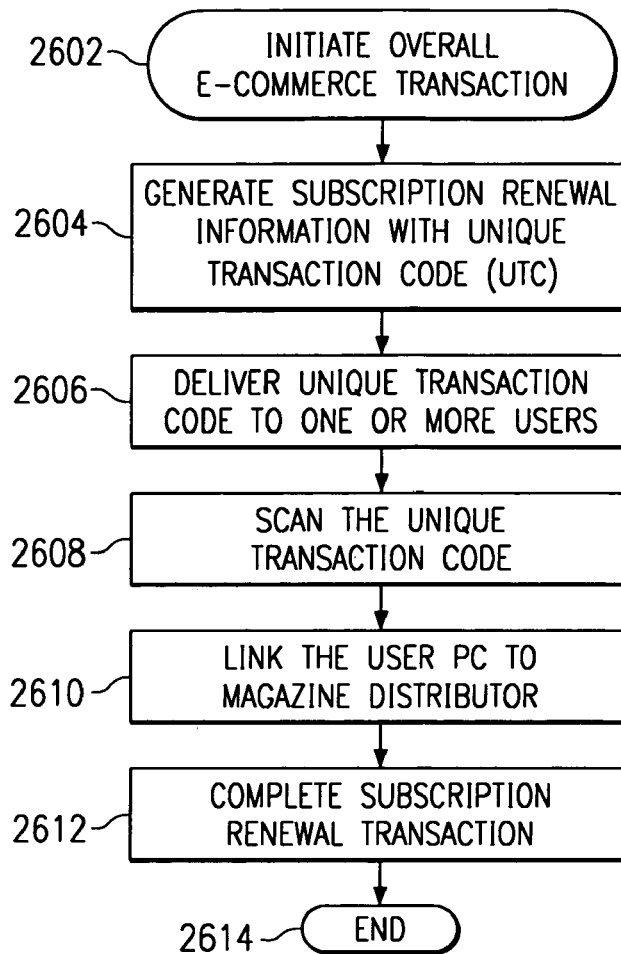 2602
INITIATE OVERALL
E-COMMERCE TRANSACTION
2604
GENERATE SUBSCRIPTION RENEWAL
INFORMATION WITH UNIQUE
TRANSACTION CODE (UTC)
2606
DELIVER UNIQUE TRANSACTION
CODE TO ONE OR MORE USERS
2608
SCAN THE UNIQUE
TRANSACTION CODE
2610
LINK THE USER PC TO
MAGAZINE DISTRIBUTOR
2612
COMPLETE SUBSCRIPTION
RENEWAL TRANSACTION
2614
END